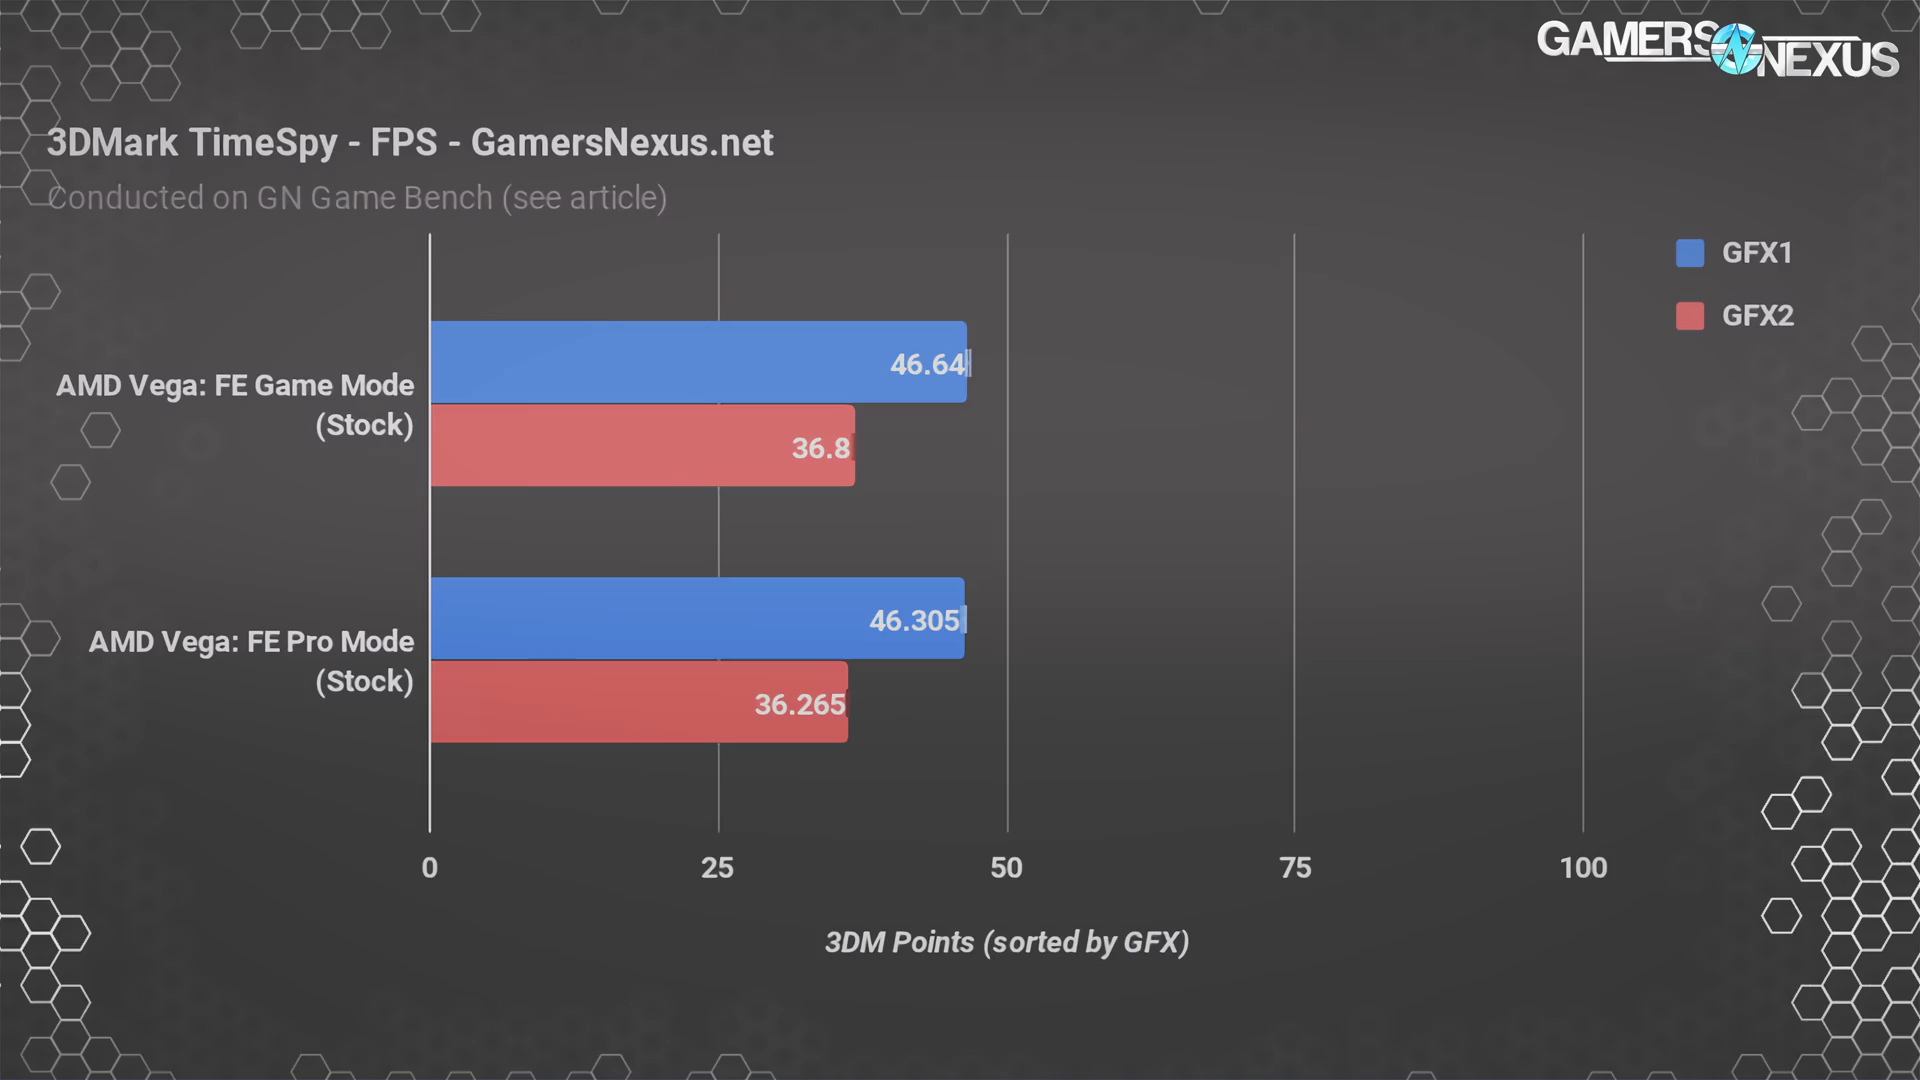 GAMERS NEXUS
3DMark TimeSpy - FPS - GamersNexus.net
Conducted on GN Game Bench (see article)
GFX1
GFX2
AMD Vega: FE Game Mode
(Stock)
46.64
36.8
AMD Vega: FE Pro Mode
(Stock)
46.305
36.265
0 25 50 75 100
3DM Points (sorted by GFX)